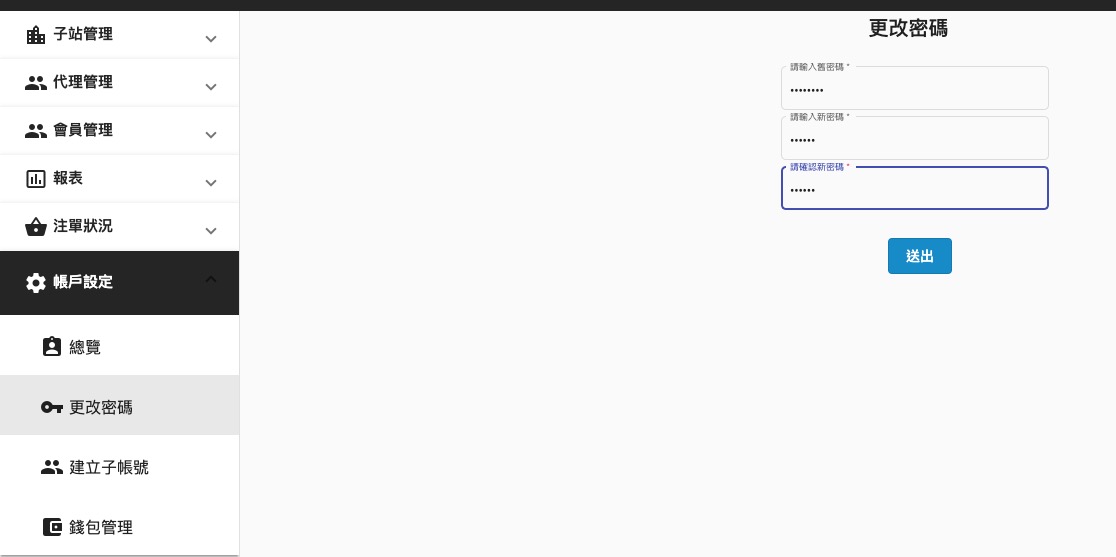 子站管理
代理管理
會員管理
報表
注單狀況
帳戶設定
總覽
更改密碼
建立子帳號
錢包管理
更改密碼
請輸入舊密碼 *
••••••••
請輸入新密碼 *
••••••
請確認新密碼 *
••••••
送出